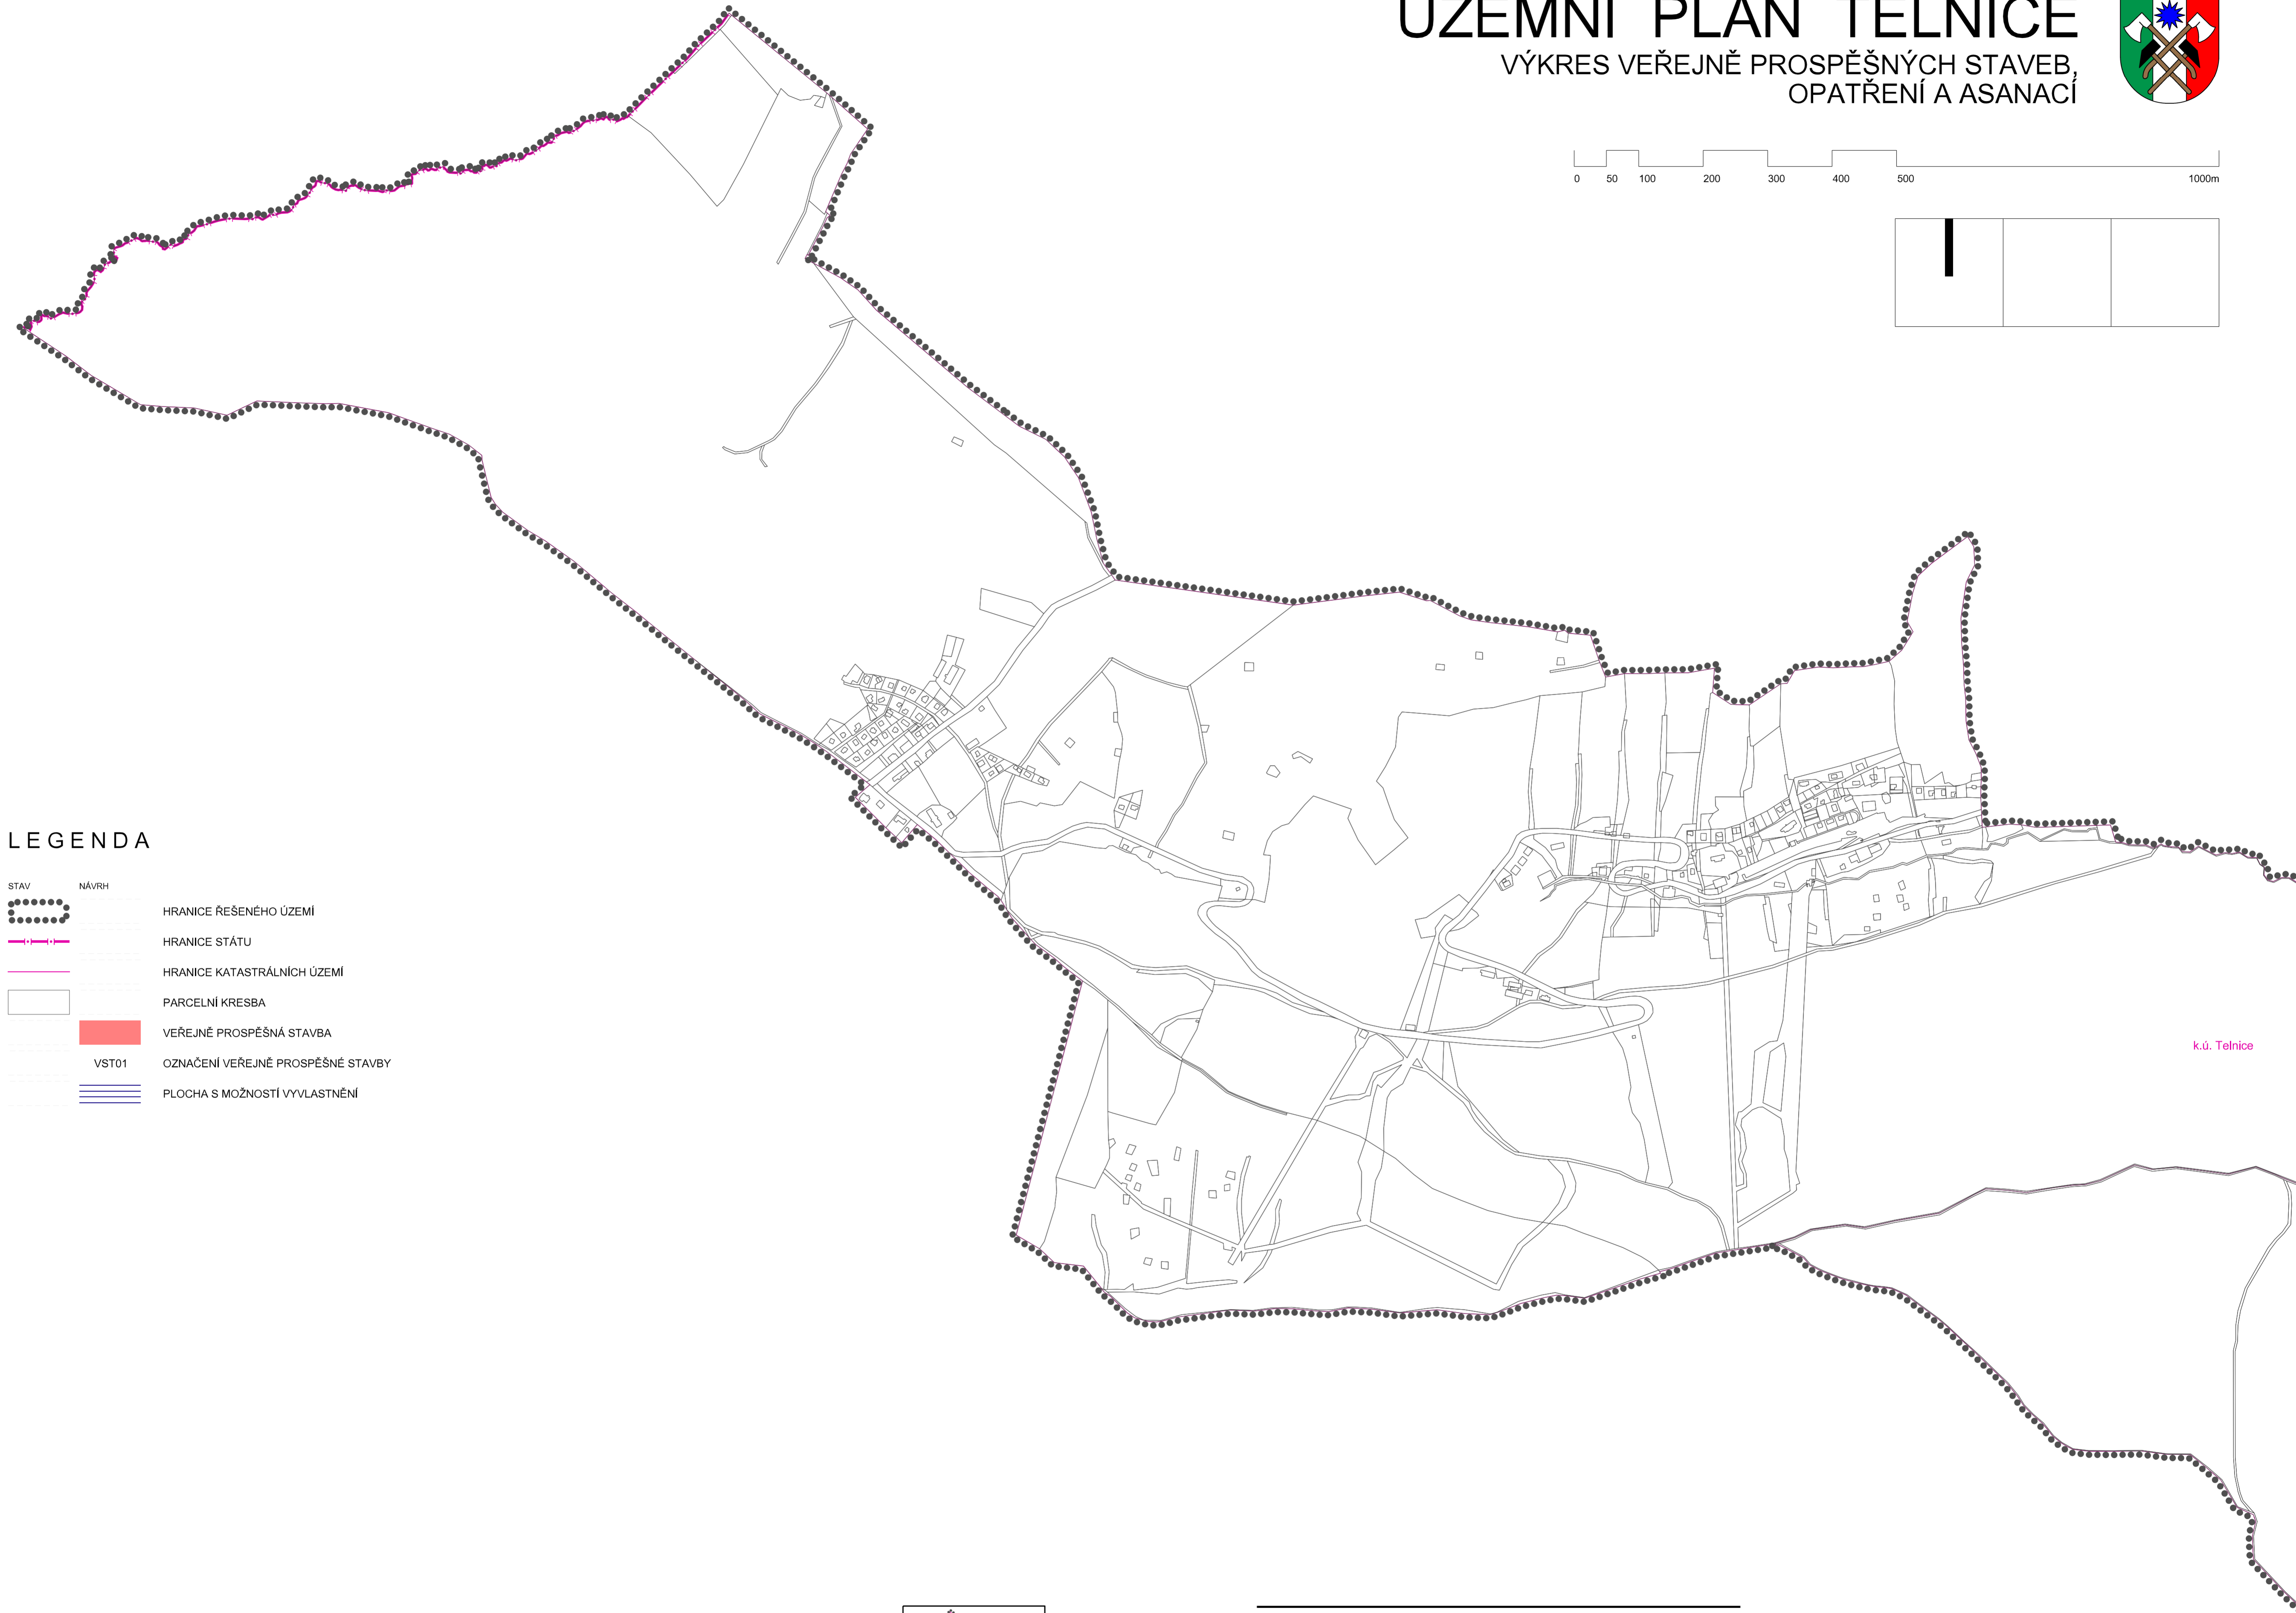 ÚZEMNÍ PLÁN TELNICE
VÝKRES VEŘEJNĚ PROSPĚŠNÝCH STAVEB,
OPATŘENÍ A ASANACÍ
0 50 100 200 300 400 500 1000m
LEGENDA
STAV NÁVRH
HRANICE ŘEŠENÉHO ÚZEMÍ
HRANICE STÁTU
HRANICE KATASTRÁLNÍCH ÚZEMÍ
PARCELNÍ KRESBA
VEŘEJNĚ PROSPĚŠNÁ STAVBA
VST01 OZNAČENÍ VEŘEJNĚ PROSPĚŠNÉ STAVBY
PLOCHA S MOŽNOSTÍ VYVLASTNĚNÍ
k.ú. Telnice